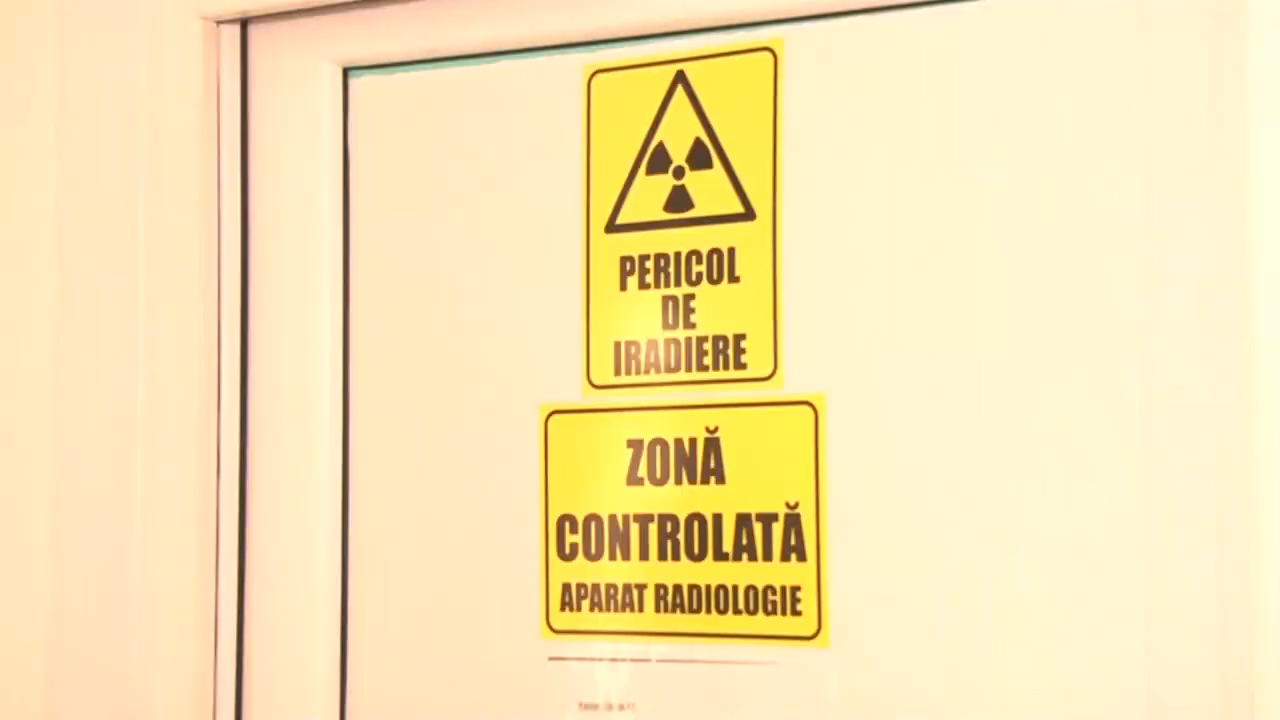 PERICOL
DE
IRADIERE
ZONĂ
CONTROLATĂ
APARAT RADIOLOGIE